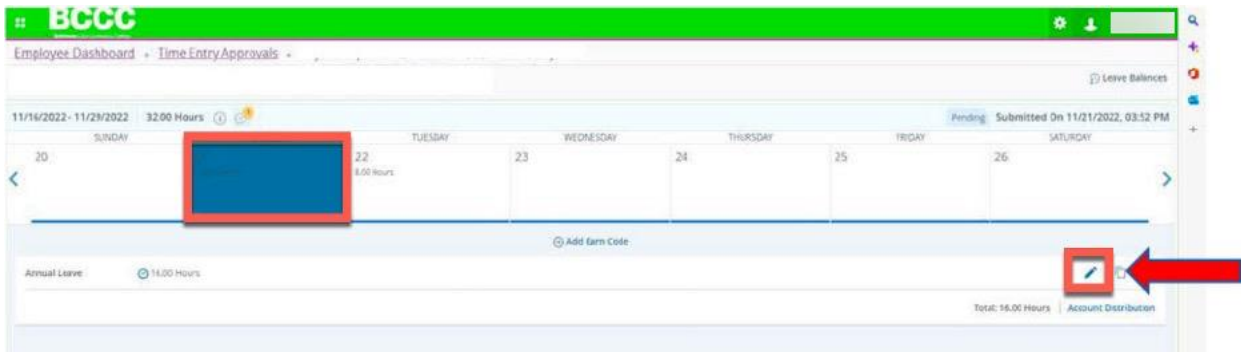 BCCC
Employee Dashboard • Time Entry Approvals •
Leave Balances
11/16/2022 - 11/29/2022 32.00 Hours Pending Submitted On 11/21/2022, 03:52 PM
SUNDAY TUESDAY WEDNESDAY THURSDAY FRIDAY SATURDAY
20 22 23 24 25 26
8.00 Hours
Add Earn Code
Annual Leave 16.00 Hours
Total: 16.00 Hours | Account Distribution